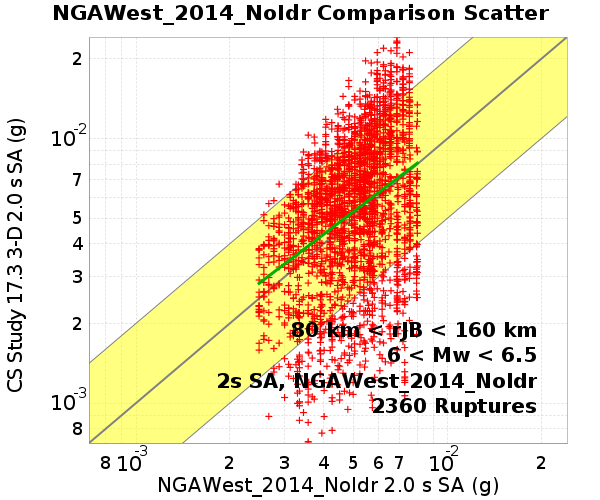 NGAWest_2014_NoIdr Comparison Scatter
CS Study 17.3 3-D 2.0 s SA (g)
2
10-2
7
5
4
3
2
10-3
8
80 km < rJB < 160 km
6 < Mw < 6.5
2s SA, NGAWest_2014_NoIdr
2360 Ruptures
8 10-3 2 3 4 5 6 7 10-2 2
NGAWest_2014_NoIdr 2.0 s SA (g)